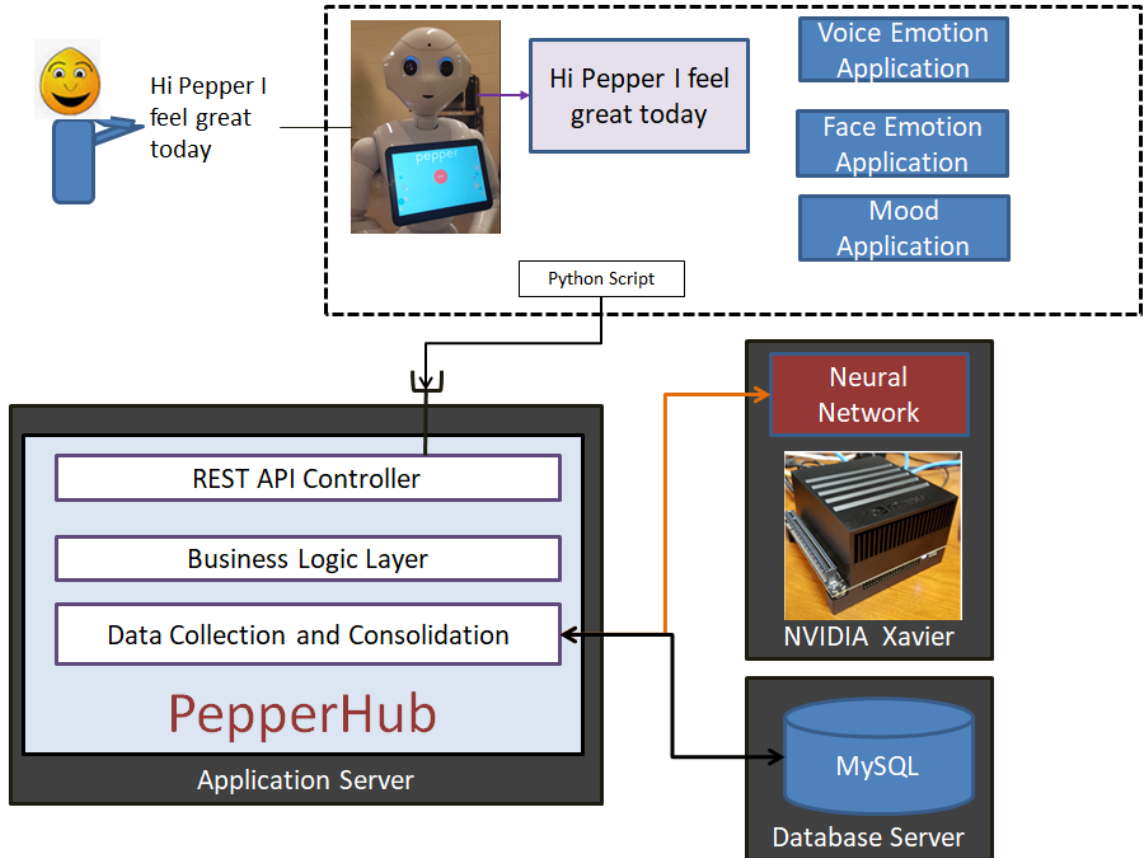 Hi Pepper I
feel great
today
pepper
Hi Pepper I feel
great today
Voice Emotion
Application
Face Emotion
Application
Mood
Application
Python Script
REST API Controller
Business Logic Layer
Data Collection and Consolidation
PepperHub
Application Server
Neural
Network
NVIDIA Xavier
MySQL
Database Server